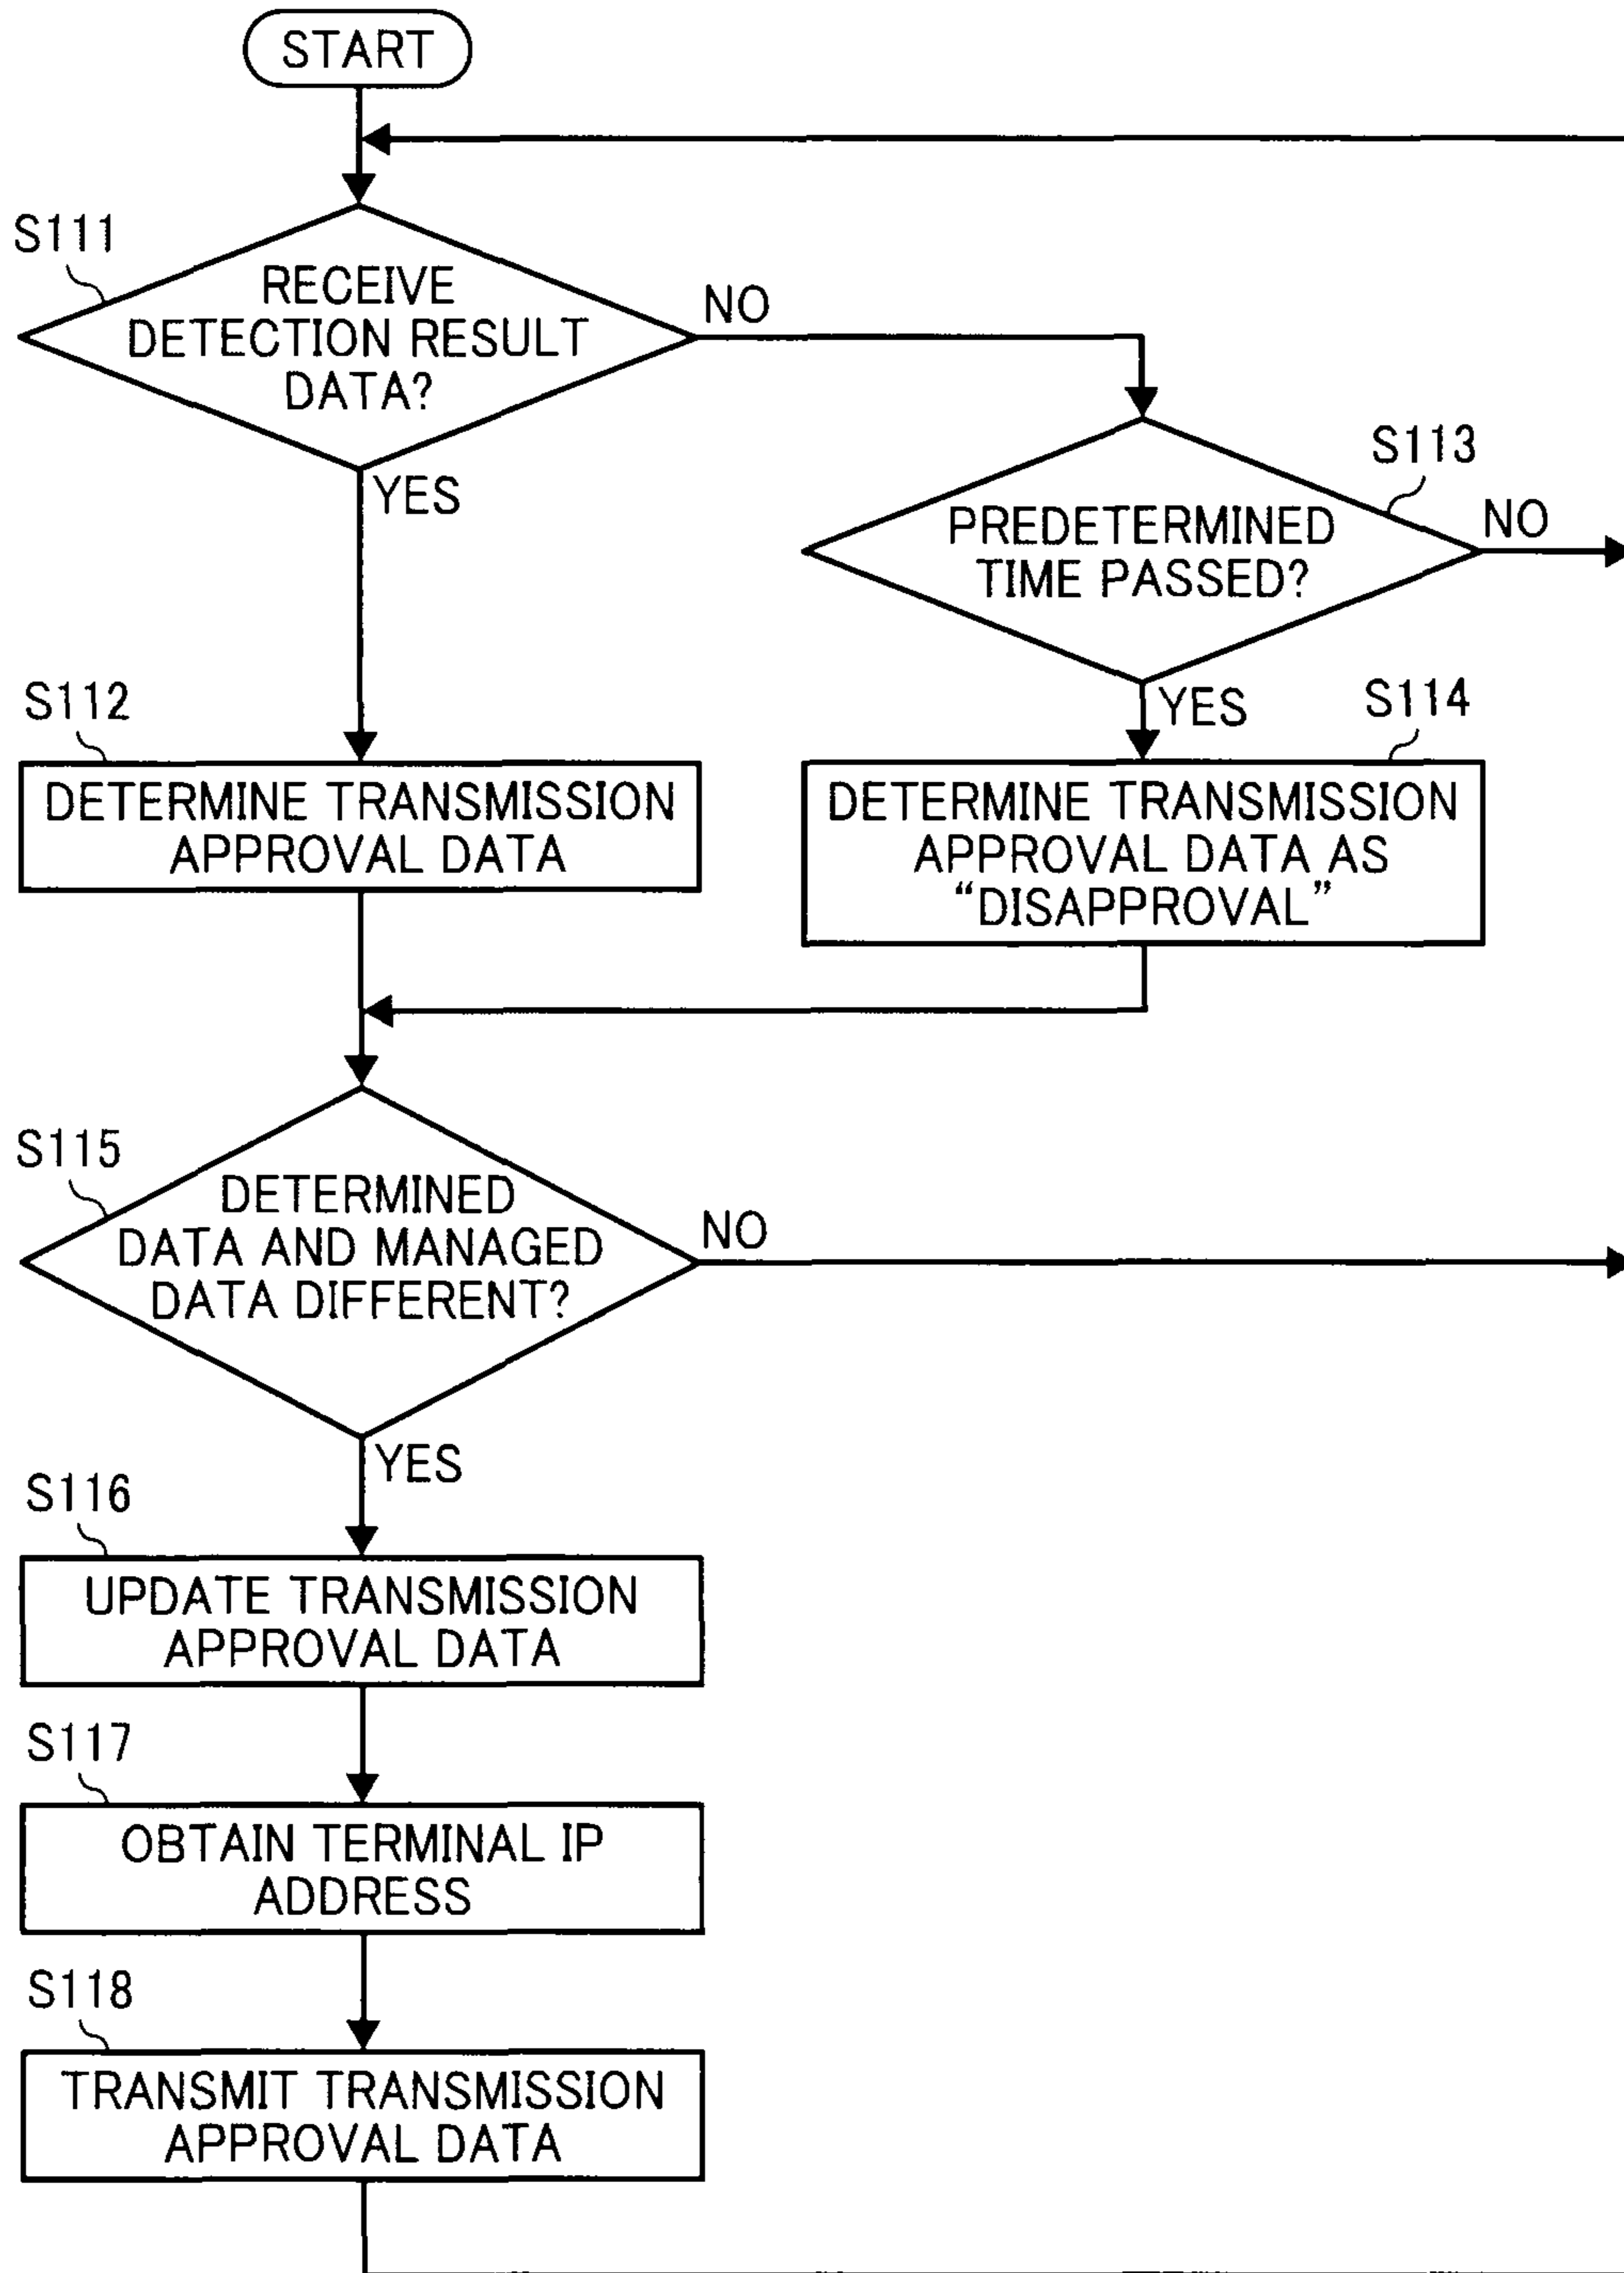 START
S111
RECEIVE
DETECTION RESULT
DATA?
NO
YES
S113
PREDETERMINED
TIME PASSED?
NO
YES
S112
DETERMINE TRANSMISSION
APPROVAL DATA
S114
DETERMINE TRANSMISSION
APPROVAL DATA AS
“DISAPPROVAL”
S115
DETERMINED
DATA AND MANAGED
DATA DIFFERENT?
NO
YES
S116
UPDATE TRANSMISSION
APPROVAL DATA
S117
OBTAIN TERMINAL IP
ADDRESS
S118
TRANSMIT TRANSMISSION
APPROVAL DATA